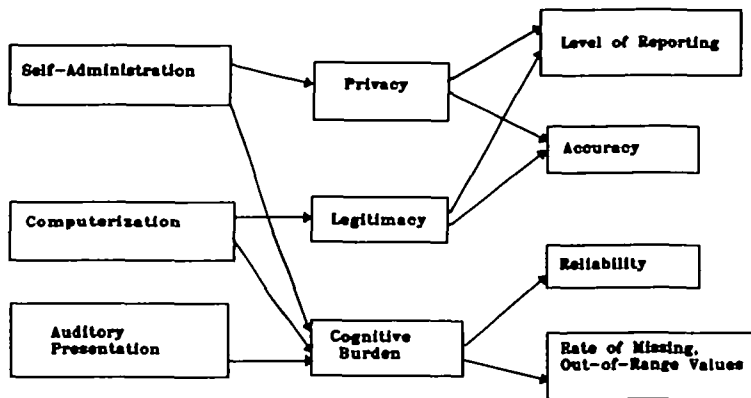 Self-Administration
Computerization
Auditory
Presentation
Privacy
Legitimacy
Cognitive
Burden
Level of Reporting
Accuracy
Reliability
Rate of Missing,
Out-of-Range Values